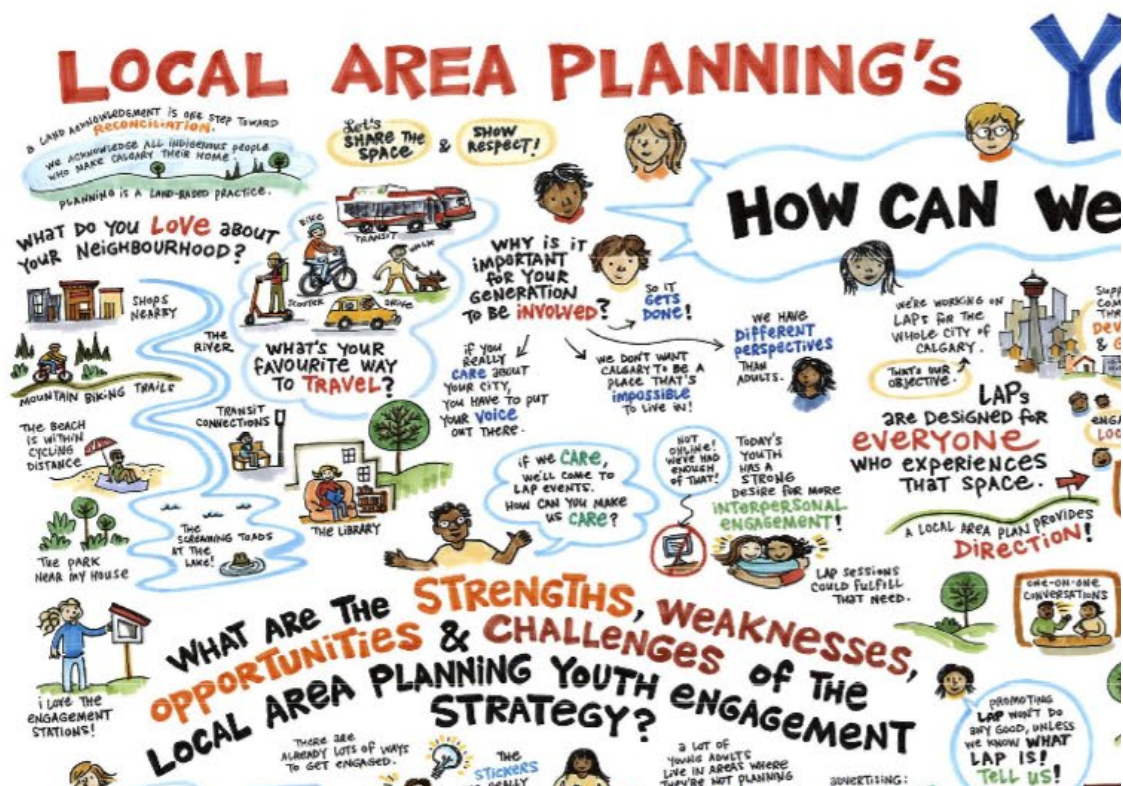 LOCAL AREA PLANNING's
a LAND ACKNOWLEDGEMENT is ONE STEP TOWARD
RECONCILIATION.
WE ACKNOWLEDGE ALL INDIGENOUS PEOPLE
WHO MAKE CALGARY THEIR HOME.
PLANNING is a LAND-BASED PRACTICE.
Let's
SHARE THE
SPACE
&
SHOW
RESPECT!
HOW CAN We
WHAT DO YOU LOVE aBOUT
YOUR NEIGHBOURHOOD?
SHOPS
NEARBY
MOUNTAIN BIKING TRAILS
THE BEACH
IS WITHIN
CYCLING
DISTANCE
THE PARK
NEAR MY HOUSE
THE
RIVER
TRANSIT
CONNECTIONS
THE LIBRARY
THE
SCREAMING TOADS
AT THE
LAKE!
i LOVE THE
ENGAGEMENT
STATIONS!
BIKE
TRANSIT
WALK
SCOOTER
DRIVE
WHAT'S YOUR
FAVOURITE WAY
TO TRAVEL?
WHY IS iT
iMPORTANT
FOR YOUR
GENERATION
TO BE iNVOLVED?
SO iT
GETS
DONE!
if YOU
REALLY
CARE aBOUT
YOUR CITY,
YOU HAVE TO PUT
YOUR VOICE
OUT THERE.
WE DON'T WANT
CALGARY TO BE a
PLACE THAT'S
iMPOSSIBLE
TO LIVE IN!
WE HAVE
DiFFERENT
PERSPECTIVES
THAN
ADULTS.
if we CARE,
WE'LL COME TO
LAP EVENTS.
HOW CAN YOU MAKE
US CARE?
NOT
ONLINE!
WE'VE HAD
ENOUGH
OF THAT!
TODAY'S
YOUTH
HAS A
STRONG
DESIRE FOR MORE
iNTERPERSONAL
ENGAGEMENT!
LAP SESSIONS
COULD FULFILL
THAT NEED.
WE'RE WORKING ON
LAPs FOR THE
WHOLE CITY OF
CALGARY.
THAT'S OUR
OBJECTIVE.
LAPs
ARE DESIGNED FOR
eVeRYONe
WHO EXPERIENCES
THAT SPACE.
a LOCAL AREA PLAN PROVIDES
DIRECTION!
ONE-ON-ONE
CONVERSATIONS
WHAT ARE THE STRENGTHS, WeAKNeSSeS,
OPPORTUNITIES & CHALLENGES of THE
LOCAL AREA PLANNING YOUTH eNGAGEMENT
STRATEGY?
THERE ARE
ALREADY LOTS OF WAYS
TO GET ENGAGED.
THE
STICKERS
REALLY
a LOT OF
YOUNG ADULTS
LIVE IN AREAS WHERE
THEY'RE NOT PLANNING
ADVERTISING:
PROMOTING
LAP WON'T DO
ANY GOOD, UNLESS
WE KNOW WHAT
LAP IS!
TELL US!